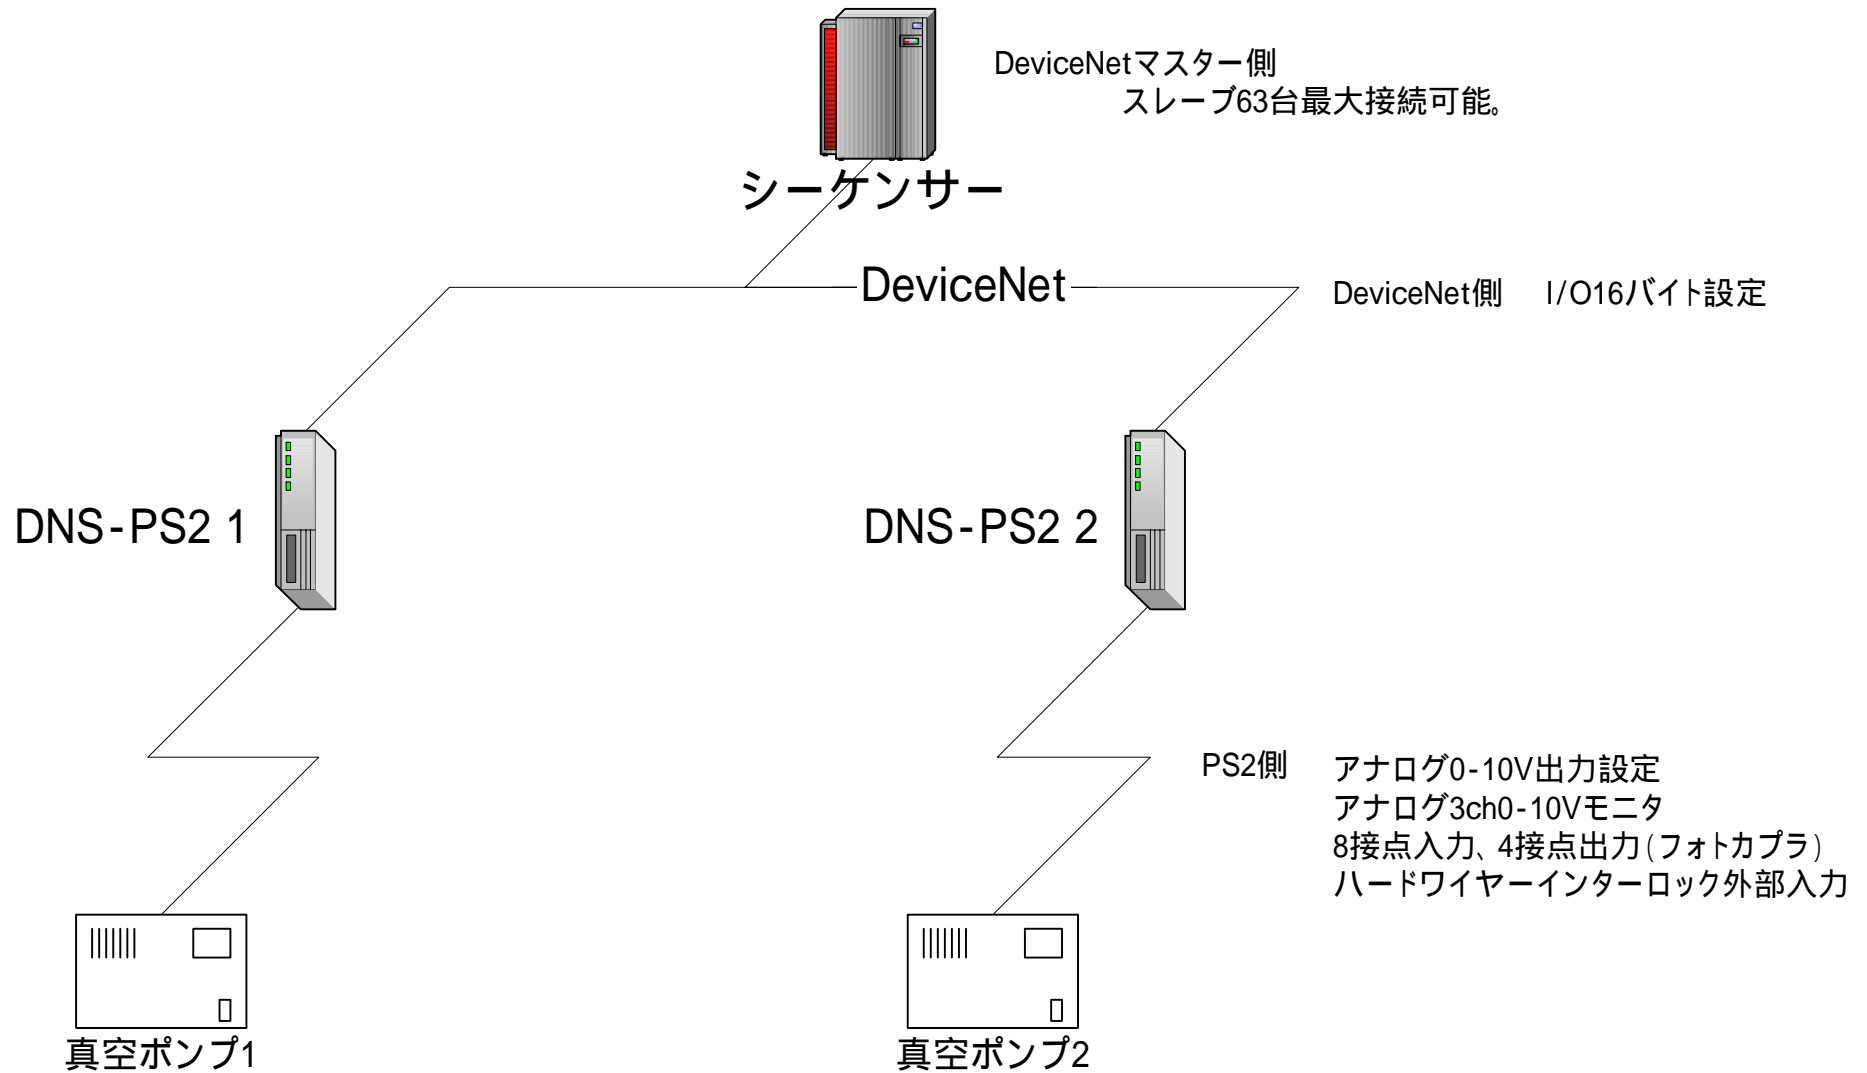 DeviceNetマスター側
スレーブ63台最大接続可能。
シーケンサー
DeviceNet
DeviceNet側　I/O16バイト設定
DNS-PS2 1
DNS-PS2 2
PS2側
アナログ0-10V出力設定
アナログ3ch0-10Vモニタ
8接点入力、4接点出力(フォトカプラ)
ハードワイヤーインターロック外部入力
真空ポンプ1
真空ポンプ2